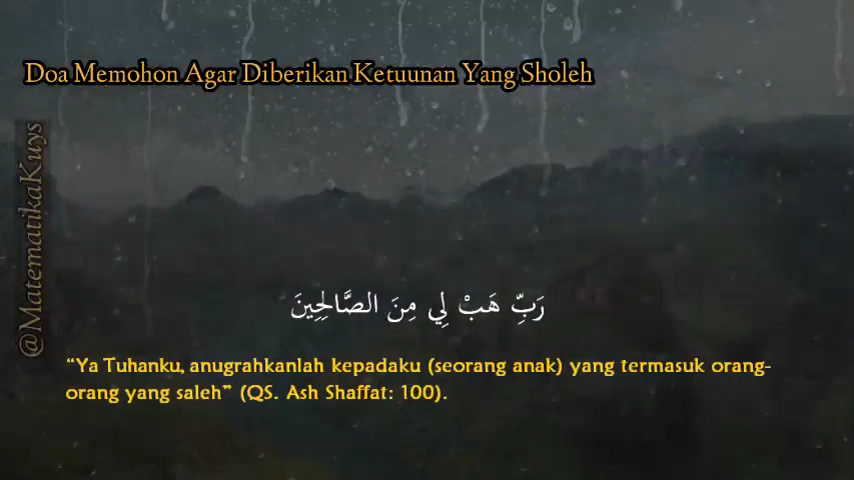 Doa Memohon Agar Diberikan Ketuunan Yang Sholeh
@MatematikaKuys
رَبِّ هَبْ لِي مِنَ الصَّالِحِينَ
“Ya Tuhanku, anugrahkanlah kepadaku (seorang anak) yang termasuk orang-
orang yang saleh” (QS. Ash Shaffat: 100).